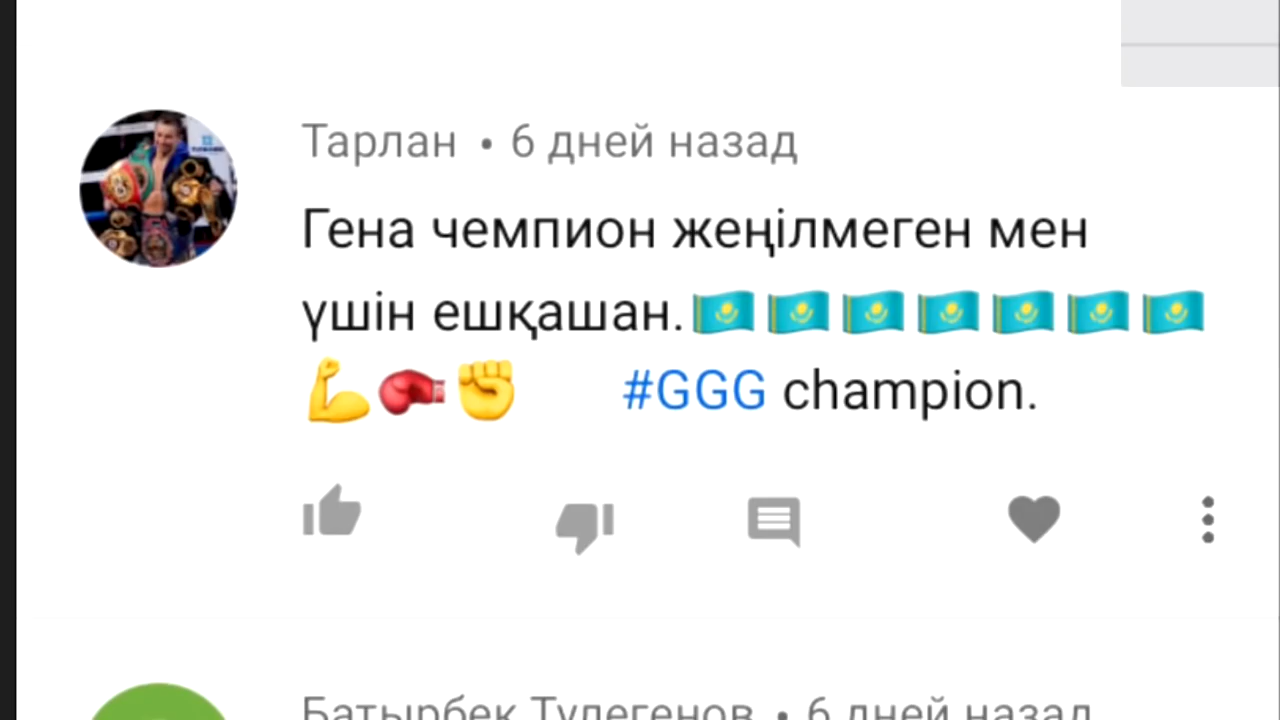 Тарлан • 6 дней назад
Гена чемпион жеңілмеген мен
үшін ешқашан.🇰🇿🇰🇿🇰🇿🇰🇿🇰🇿🇰🇿🇰🇿
💪🥊✊ #GGG champion.
Батырбек Тулегенов • 6 дней назад